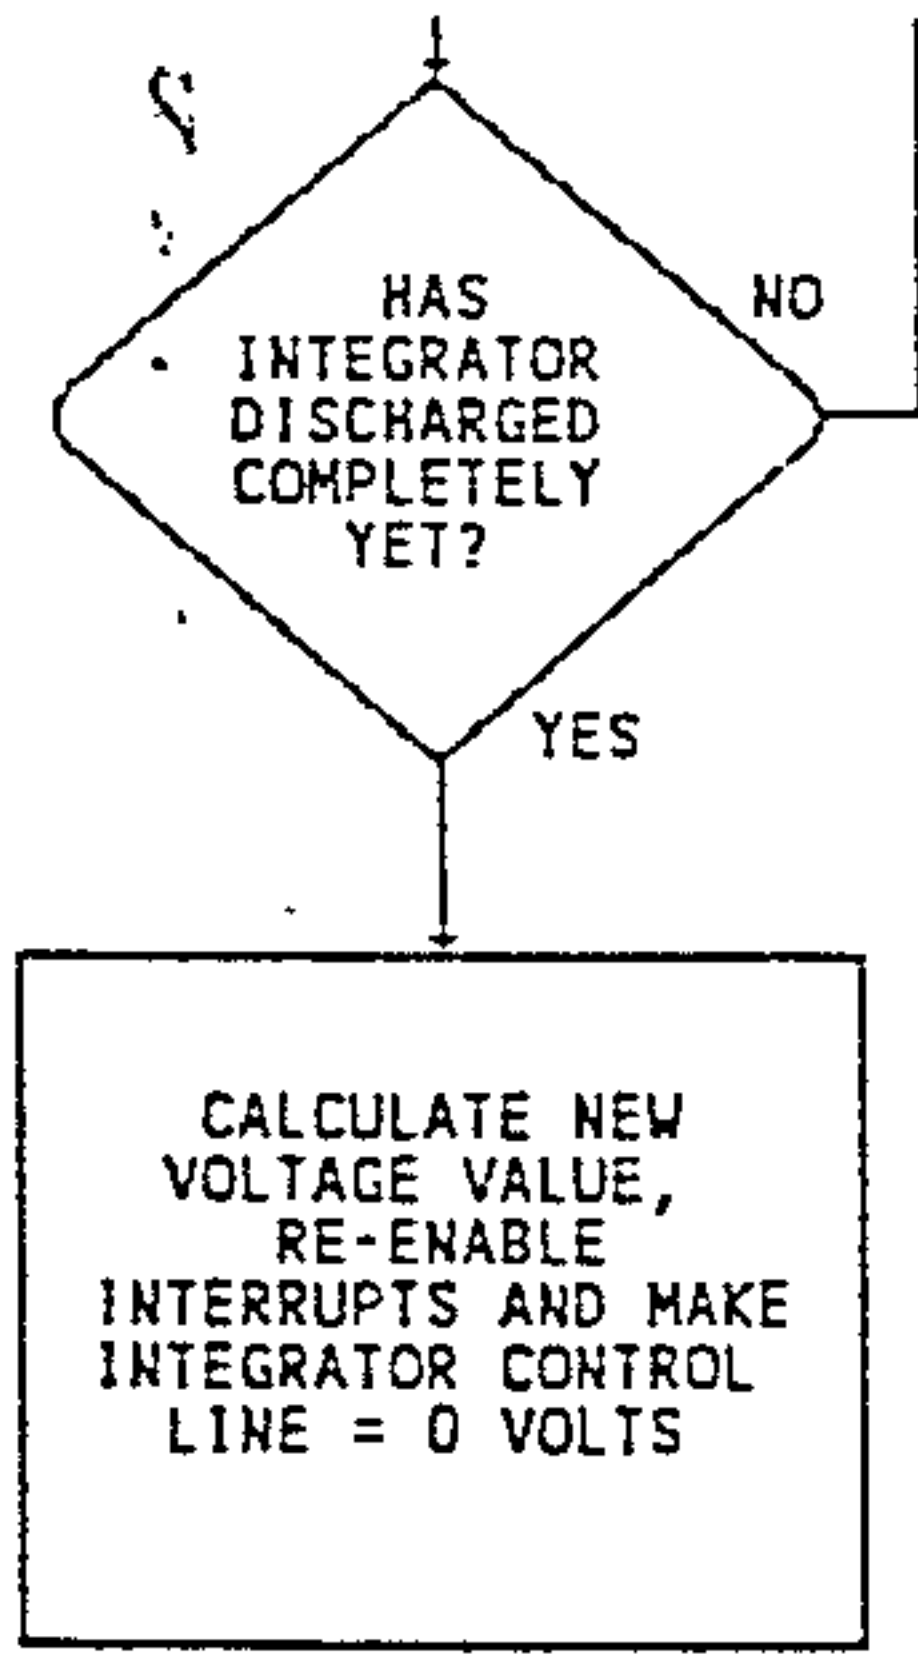 HAS
NO
INTEGRATOR
DISCHARGED
COMPLETELY
YET?
YES
CALCULATE NEW
VOLTAGE VALUE,
RE-ENABLE
INTERRUPTS AND MAKE
INTEGRATOR CONTROL
LINE = 0 VOLTS